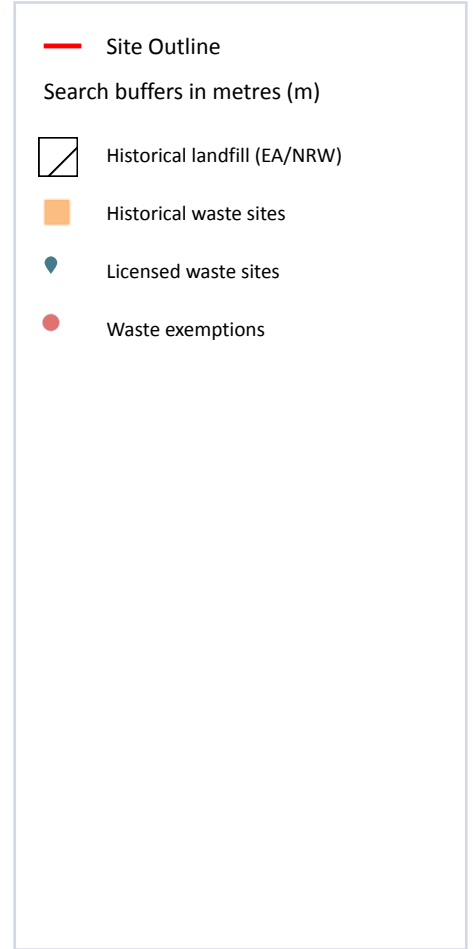 Site Outline
Search buffers in metres (m)
Historical landfill (EA/NRW)
Historical waste sites
Licensed waste sites
Waste exemptions